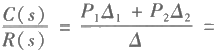 C(s)/R(s) = (P₁Δ₁ + P₂Δ₂)/Δ =